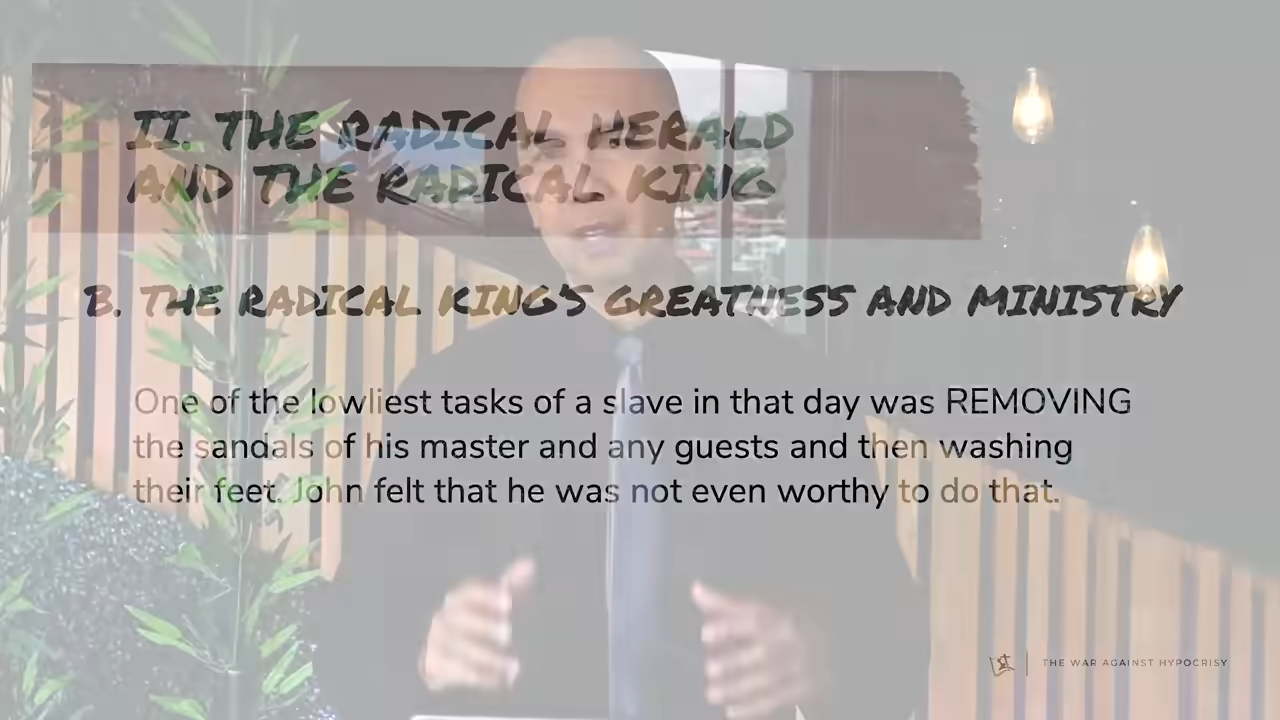 II. THE RADICAL HERALD
AND THE RADICAL KING
B. THE RADICAL KING'S GREATNESS AND MINISTRY
One of the lowliest tasks of a slave in that day was REMOVING
the sandals of his master and any guests and then washing
their feet. John felt that he was not even worthy to do that.
THE WAR AGAINST HYPOCRISY